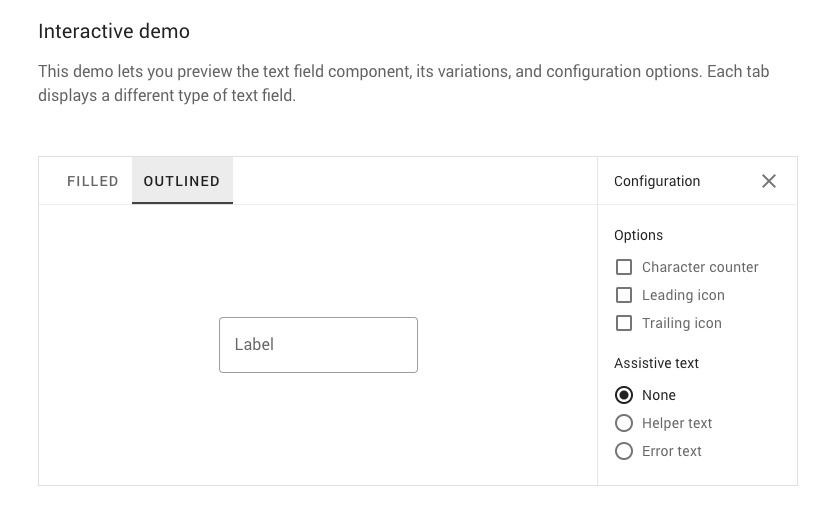 Interactive demo
This demo lets you preview the text field component, its variations, and configuration options. Each tab
displays a different type of text field.
FILLED
OUTLINED
Label
Configuration
Options
Character counter
Leading icon
Trailing icon
Assistive text
None
Helper text
Error text